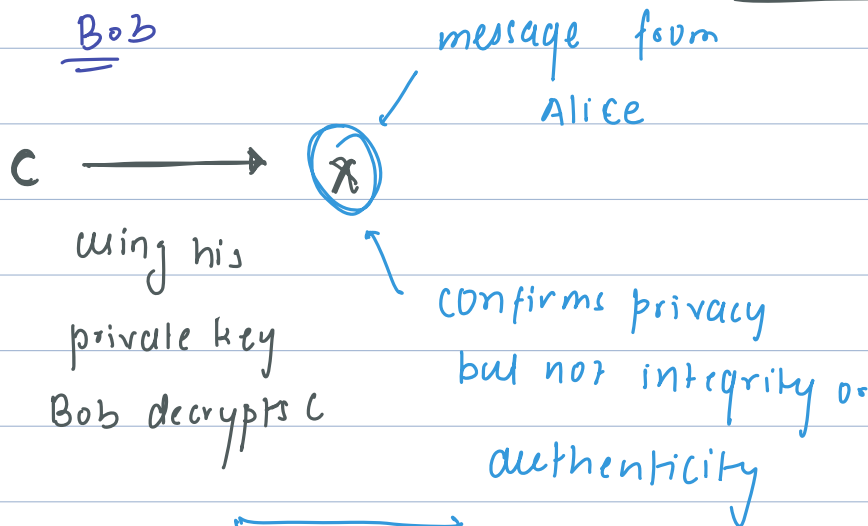 Bob
message from
Alice
C x
using his
private key
Bob decrypts C
confirms privacy
but not integrity or
authenticity